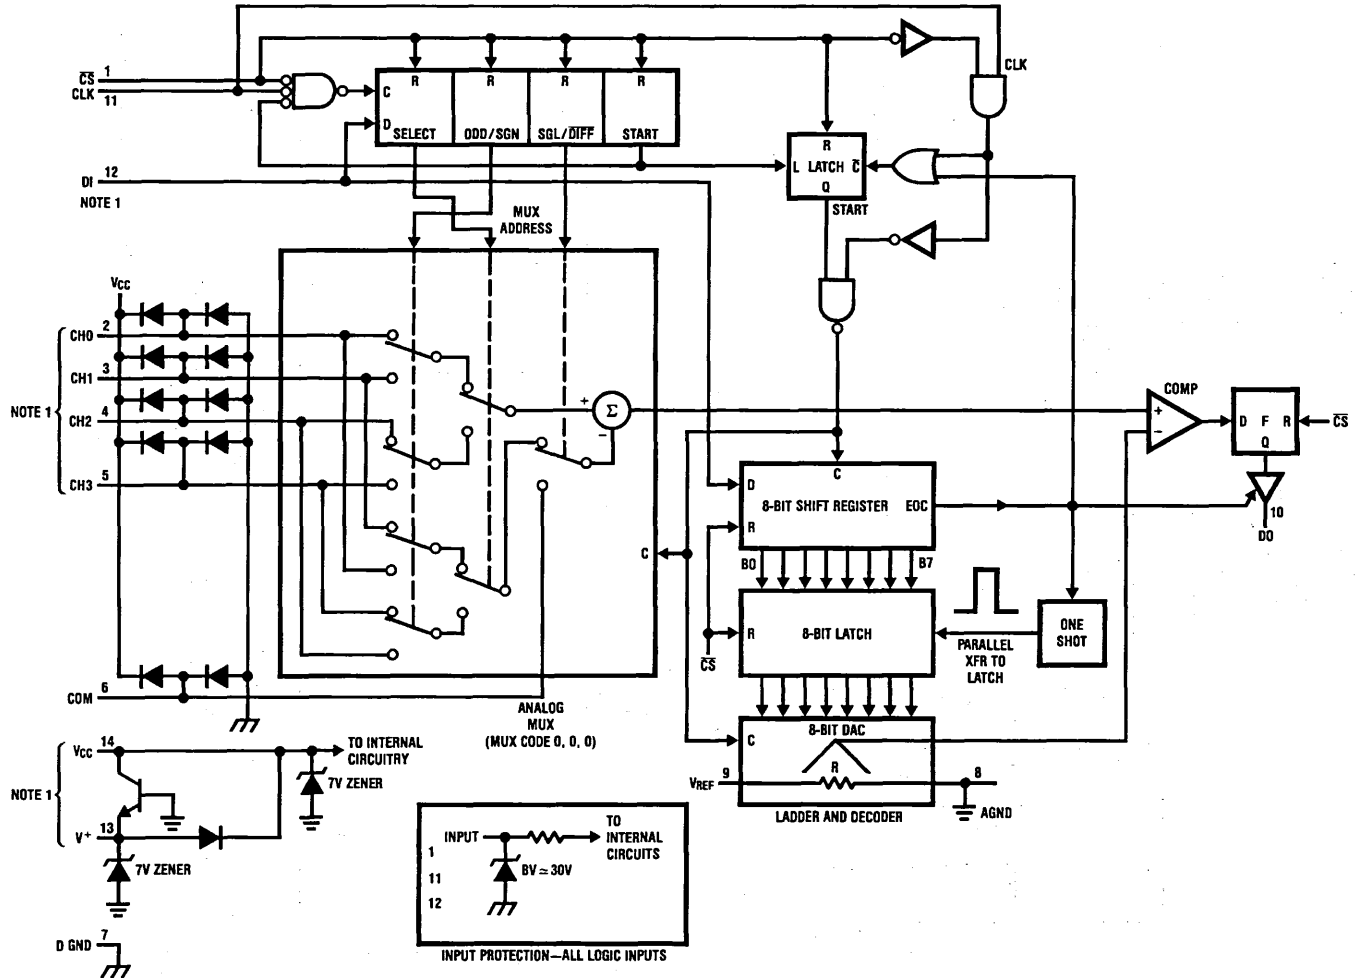 CLK
CS 1
CLK 11
R R R R
C
D
SELECT ODD/SGN SGL/DIFF START
R
L LATCH C
Q
START
DI 12
NOTE 1
MUX
ADDRESS
VCC
CH0 2
CH1 3
NOTE 1
CH2 4
CH3 5
+
Σ
−
COMP
+
−
D F R
Q
CS
10
DO
C
D
8-BIT SHIFT REGISTER EOC
R
C
B0 B7
R 8-BIT LATCH
CS
PARALLEL
XFR TO
LATCH
ONE
SHOT
COM 6
ANALOG
MUX
(MUX CODE 0, 0, 0)
8-BIT DAC
C
VREF 9
R
8
AGND
LADDER AND DECODER
VCC 14
TO INTERNAL
CIRCUITRY
7V ZENER
NOTE 1
V+ 13
7V ZENER
D GND 7
INPUT
TO
INTERNAL
CIRCUITS
1
11
12
BV ≃ 30V
INPUT PROTECTION—ALL LOGIC INPUTS